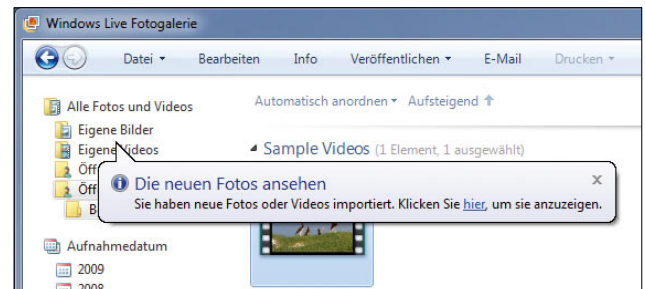 Windows Live Fotogalerie
Datei Bearbeiten Info Veröffentlichen E-Mail Drucken
Alle Fotos und Videos
Automatisch anordnen Aufsteigend
Eigene Bilder
Eigene Videos
Sample Videos (1 Element, 1 ausgewählt)
Die neuen Fotos ansehen
Sie haben neue Fotos oder Videos importiert. Klicken Sie hier, um sie anzuzeigen.
Aufnahmedatum
2009
2008